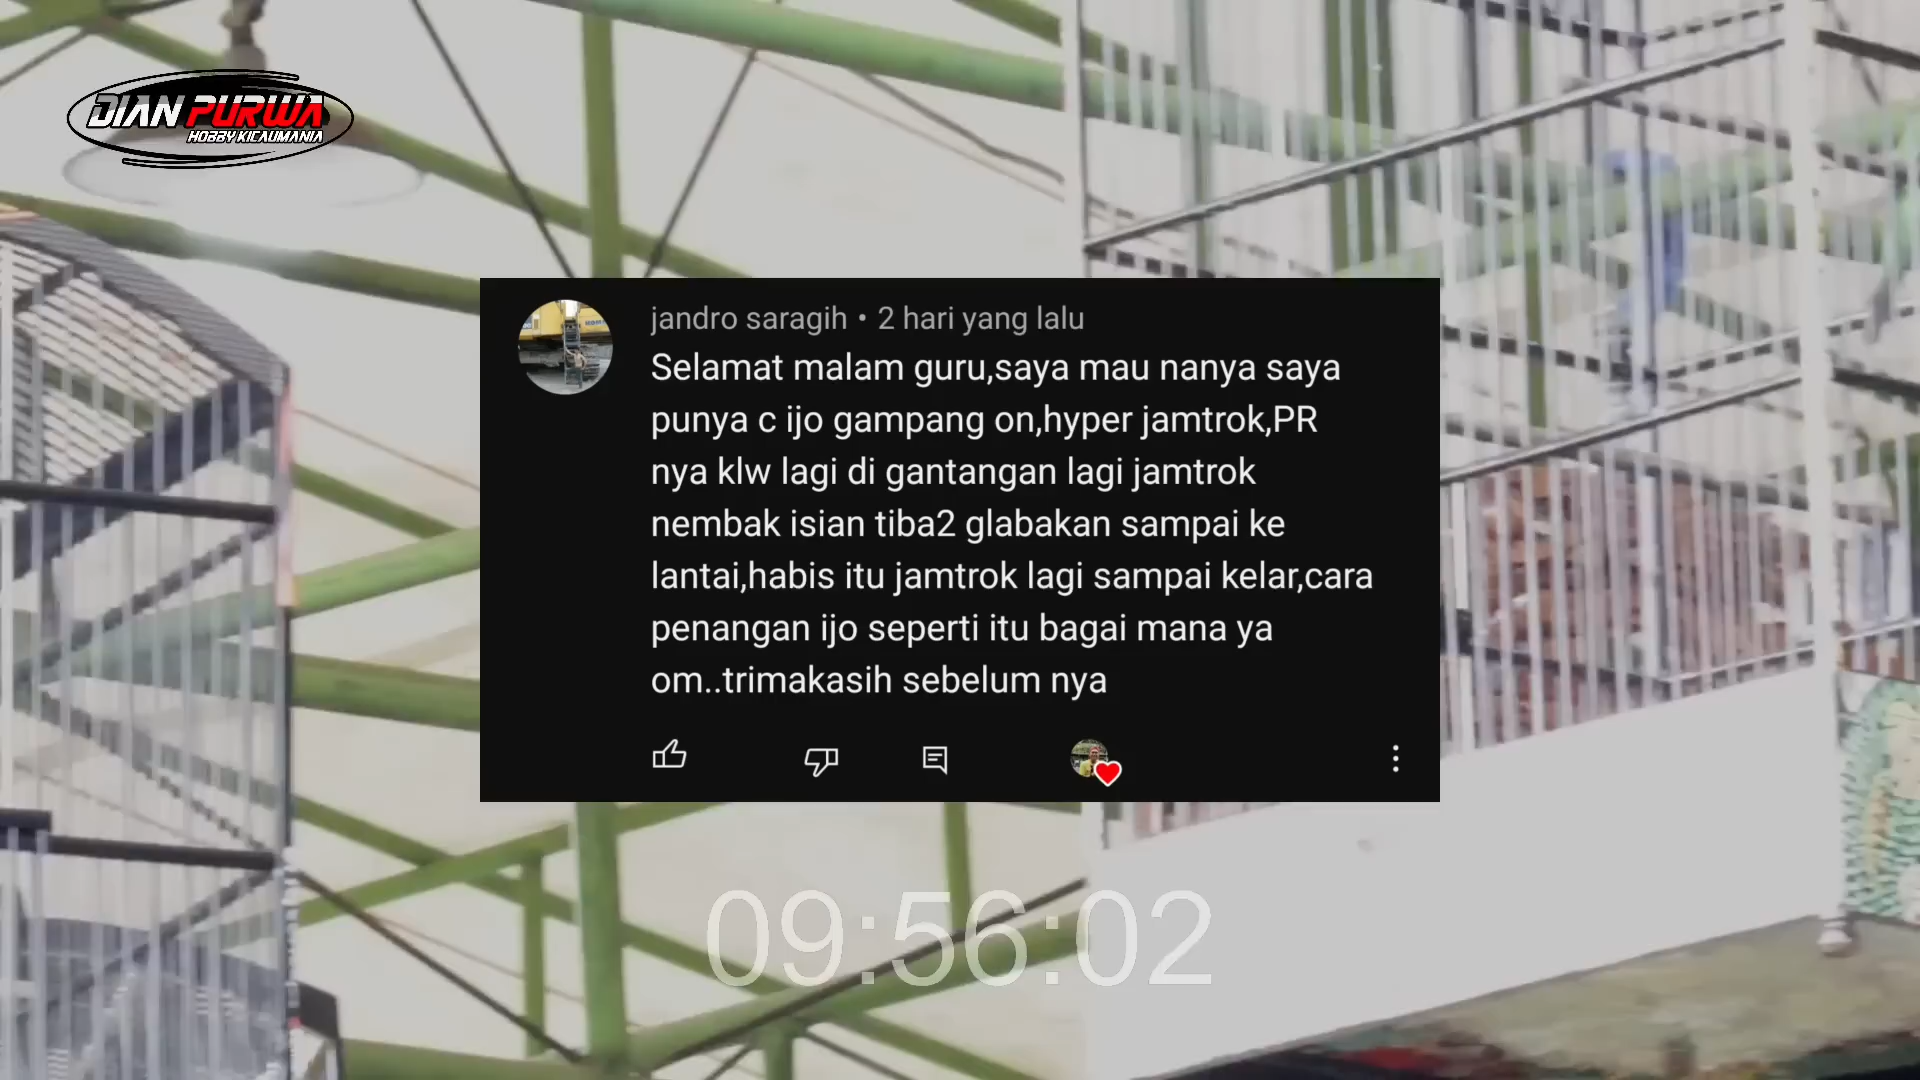 DIAN PURWA
HOBBY KICAUMANIA
jandro saragih • 2 hari yang lalu
Selamat malam guru,saya mau nanya saya
punya c ijo gampang on,hyper jamtrok,PR
nya klw lagi di gantangan lagi jamtrok
nembak isian tiba2 glabakan sampai ke
lantai,habis itu jamtrok lagi sampai kelar,cara
penangan ijo seperti itu bagai mana ya
om..trimakasih sebelum nya
09:56:02